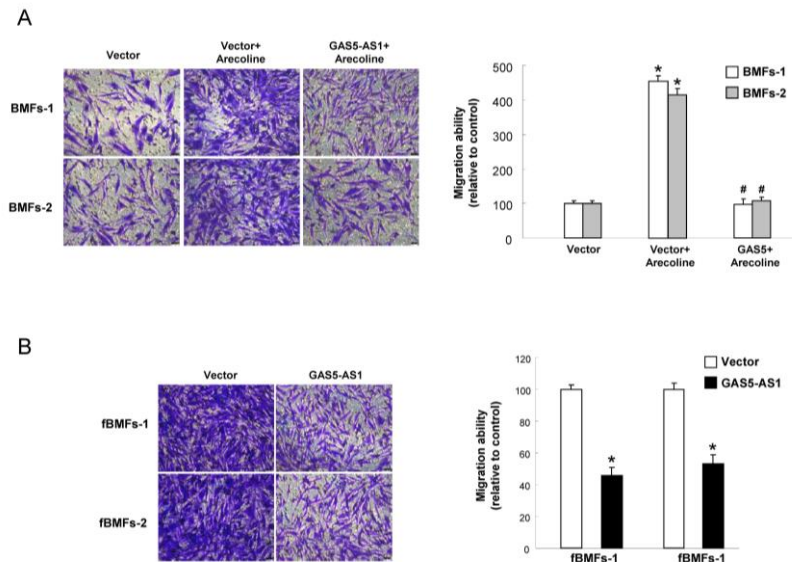 A
Vector
Vector+
Arecoline
GAS5-AS1+
Arecoline
BMFs-1
BMFs-2
500
400
300
200
100
0
Migration ability
(relative to control)
BMFs-1
BMFs-2
*
*
#
#
Vector
Vector+
Arecoline
GAS5+
Arecoline
B
Vector
GAS5-AS1
fBMFs-1
fBMFs-2
120
100
80
60
40
20
0
Migration ability
(relative to control)
Vector
GAS5-AS1
*
*
fBMFs-1
fBMFs-1